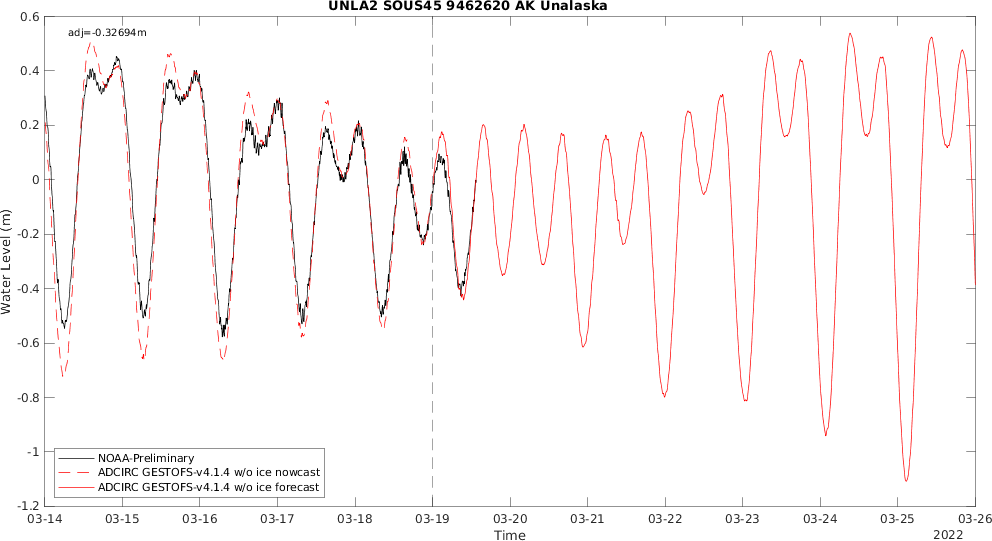 UNLA2 SOUS45 9462620 AK Unalaska
adj=-0.32694m
0.6
0.4
0.2
0
-0.2
-0.4
-0.6
-0.8
-1
-1.2
Water Level (m)
NOAA-Preliminary
ADCIRC GESTOFS-v4.1.4 w/o ice nowcast
ADCIRC GESTOFS-v4.1.4 w/o ice forecast
03-14 03-15 03-16 03-17 03-18 03-19 03-20 03-21 03-22 03-23 03-24 03-25 03-26
Time
2022